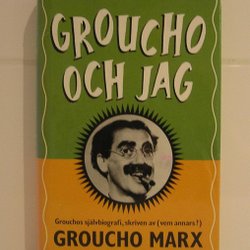 GROUCHO
OCH JAG
Grouchos självbiografi, skriven av (vem annars?)
GROUCHO MARX